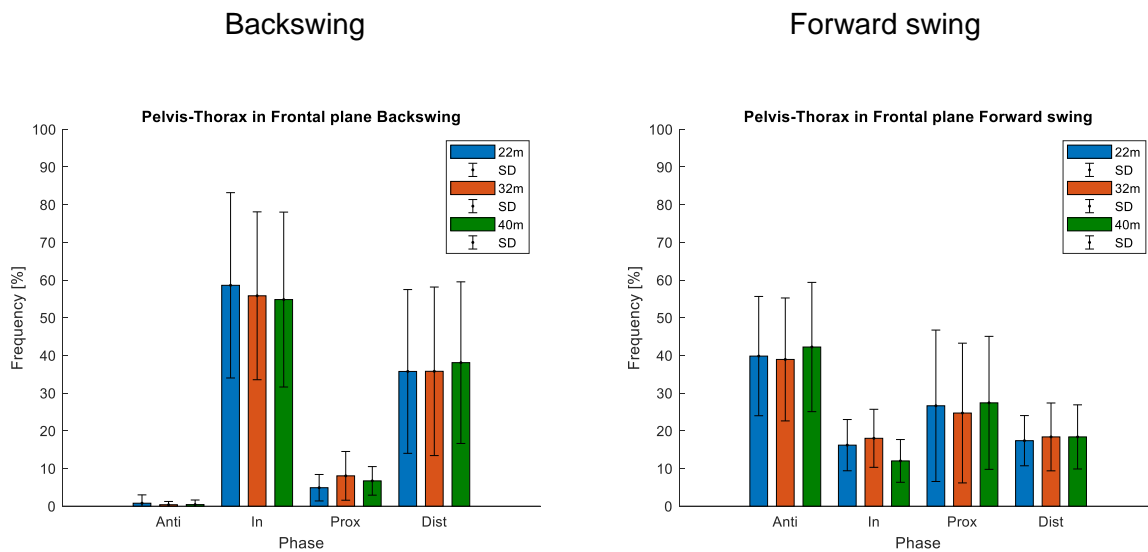 Backswing
Forward swing
Pelvis-Thorax in Frontal plane Backswing
100
90
80
70
60
50
40
30
20
10
0
Frequency [%]
22m
SD
32m
SD
40m
SD
Anti In Prox Dist
Phase
Pelvis-Thorax in Frontal plane Forward swing
100
90
80
70
60
50
40
30
20
10
0
Frequency [%]
22m
SD
32m
SD
40m
SD
Anti In Prox Dist
Phase